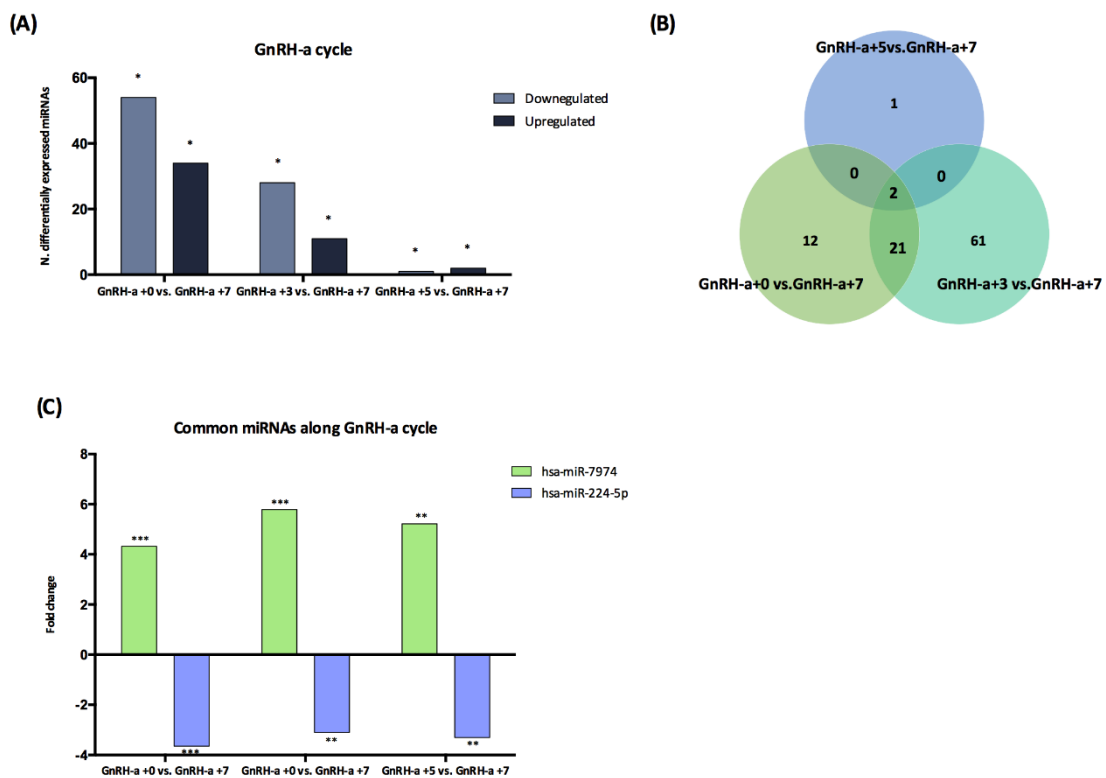 (A)
GnRH-a cycle
N. differentially expressed miRNAs
60
40
20
0
*
*
*
*
*
*
Downegulated
Upregulated
GnRH-a +0 vs. GnRH-a +7
GnRH-a +3 vs. GnRH-a +7
GnRH-a +5 vs. GnRH-a +7
(B)
GnRH-a+5vs.GnRH-a+7
1
0
0
2
12
21
61
GnRH-a+0 vs.GnRH-a+7
GnRH-a+3 vs.GnRH-a+7
(C)
Common miRNAs along GnRH-a cycle
Fold change
8
6
4
2
0
-2
-4
***
***
**
***
**
**
hsa-miR-7974
hsa-miR-224-5p
GnRH-a +0 vs. GnRH-a +7
GnRH-a +0 vs. GnRH-a +7
GnRH-a +5 vs. GnRH-a +7